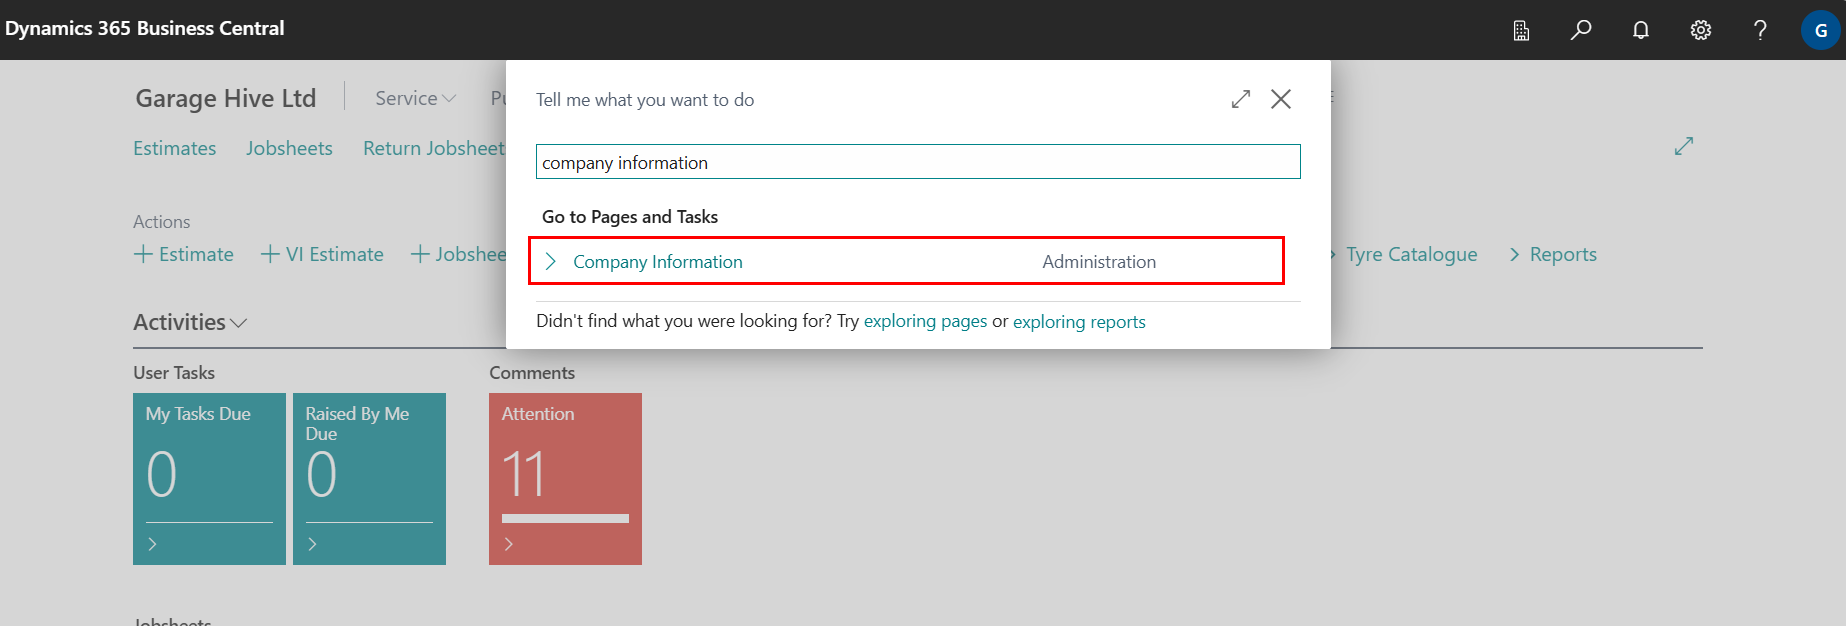 Dynamics 365 Business Central
G
Garage Hive Ltd
Service
Estimates Jobsheets Return Jobsheet
Tell me what you want to do
company information
Go to Pages and Tasks
Company Information Administration
Didn't find what you were looking for? Try exploring pages or exploring reports
Actions
Estimate VI Estimate Tyre Catalogue Reports
Activities
User Tasks Comments
My Tasks Due
0
Raised By Me
Due
0
Attention
11
Jobsheets